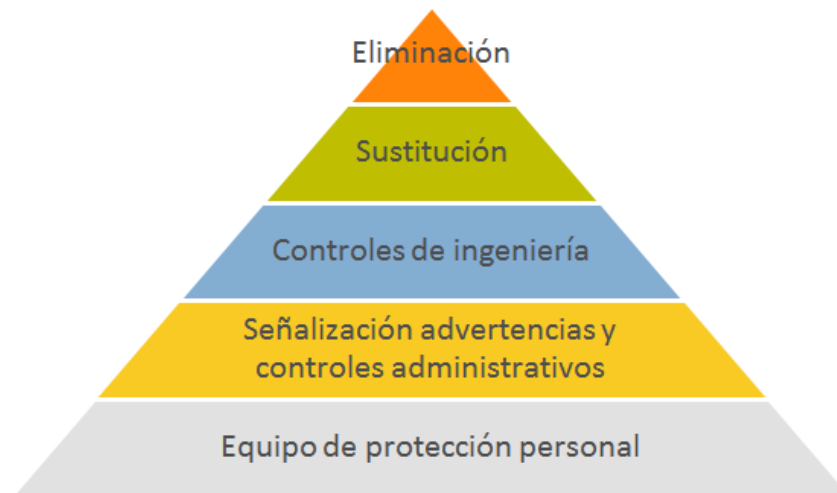 Eliminación
Sustitución
Controles de ingeniería
Señalización advertencias y
controles administrativos
Equipo de protección personal